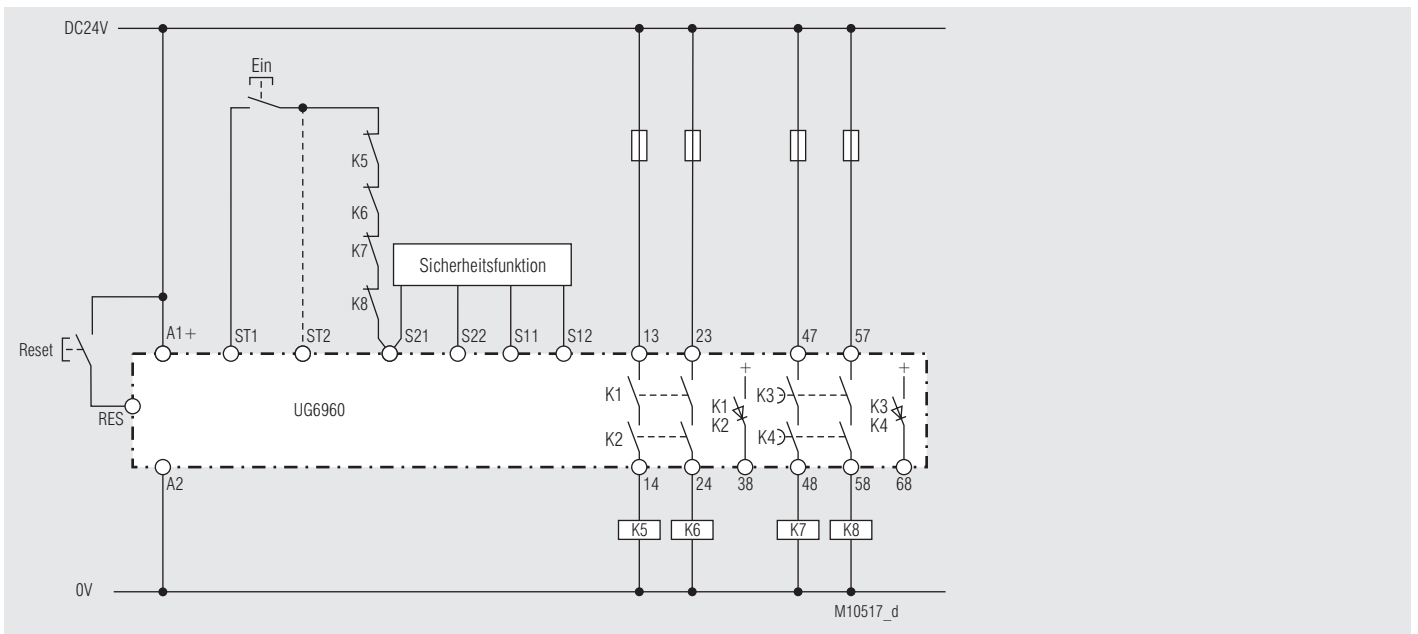 DC24V
Ein
K5
K6
K7
K8
Sicherheitsfunktion
Reset
A1+
ST1
ST2
S21
S22
S11
S12
13
23
47
57
RES
UG6960
K1
K2
+
K1
K2
K3
K4
+
K3
K4
A2
14
24
38
48
58
68
K5
K6
K7
K8
0V
M10517_d